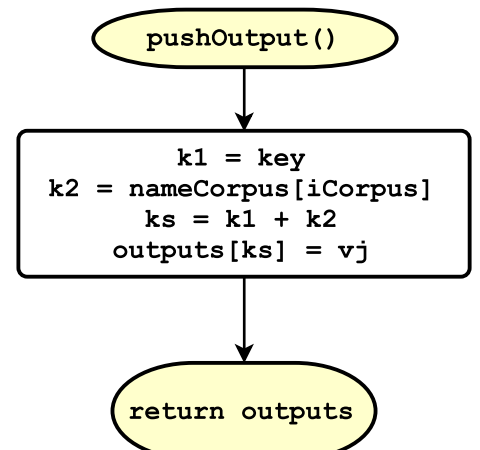 pushOutput()
k1 = key
k2 = nameCorpus[iCorpus]
ks = k1 + k2
outputs[ks] = vj
return outputs